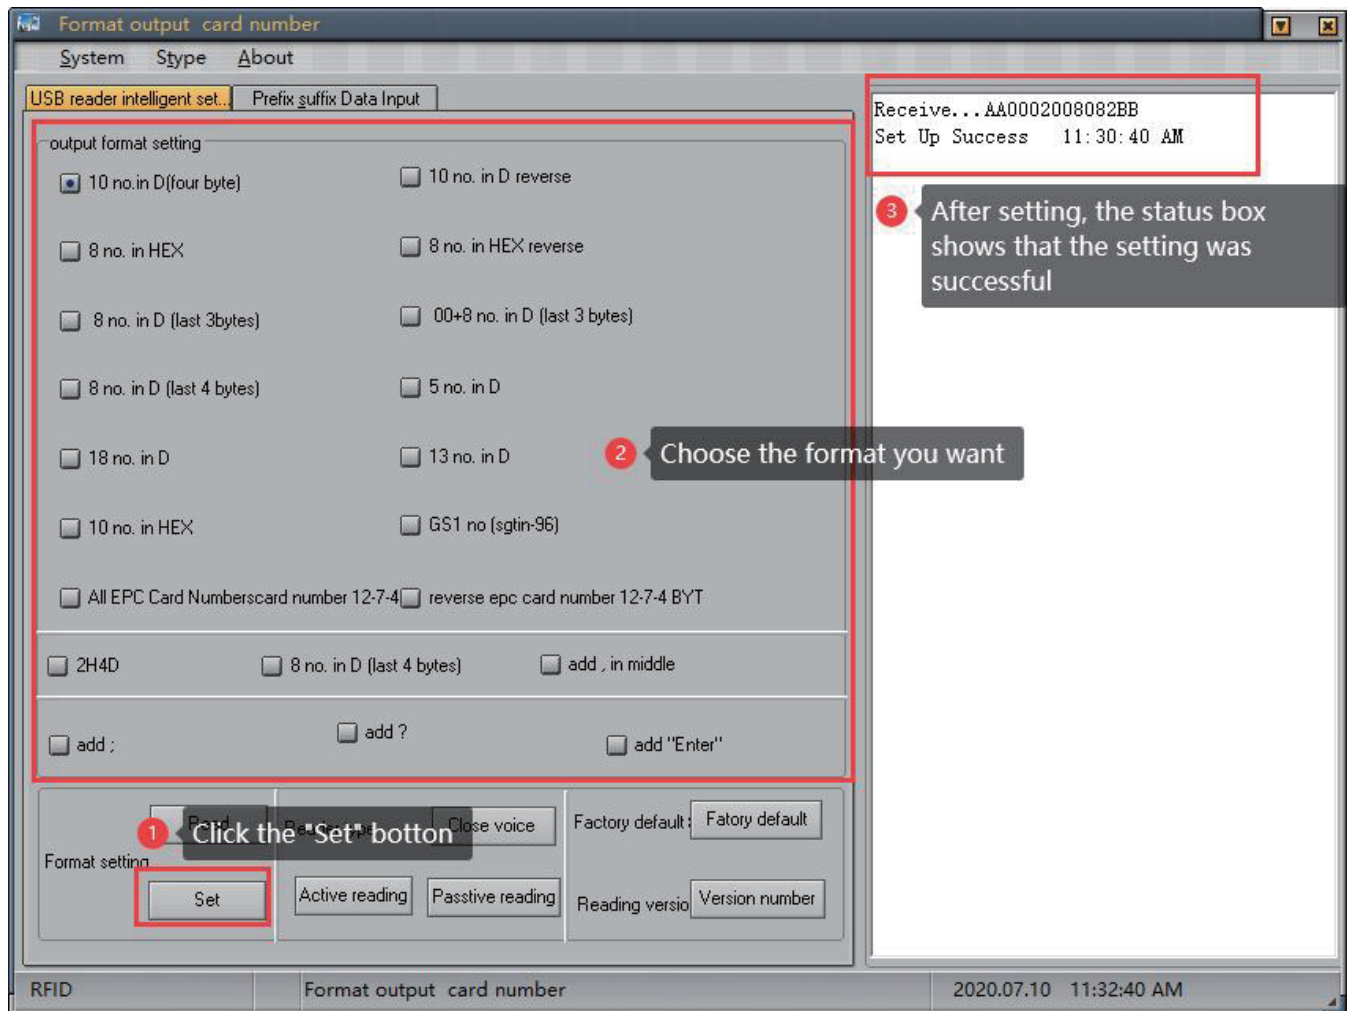 Format output card number
System Stype About
USB reader intelligent set... Prefix suffix Data Input
output format setting
10 no.in D(four byte) 10 no. in D reverse
8 no. in HEX 8 no. in HEX reverse
8 no. in D (last 3bytes) 00+8 no. in D (last 3 bytes)
8 no. in D (last 4 bytes) 5 no. in D
18 no. in D 13 no. in D
10 no. in HEX GS1 no (sgtin-96)
All EPC Card Numberscard number 12-7-4 reverse epc card number 12-7-4 BYT
2H4D 8 no. in D (last 4 bytes) add , in middle
add ; add ? add "Enter"
2 Choose the format you want
Read Close voice Factory default: Fatory default
1 Click the "Set" botton
Format setting
Set Active reading Passtive reading Reading versio Version number
Receive...AA0002008082BB
Set Up Success 11:30:40 AM
3 After setting, the status box
shows that the setting was
successful
RFID Format output card number 2020.07.10 11:32:40 AM